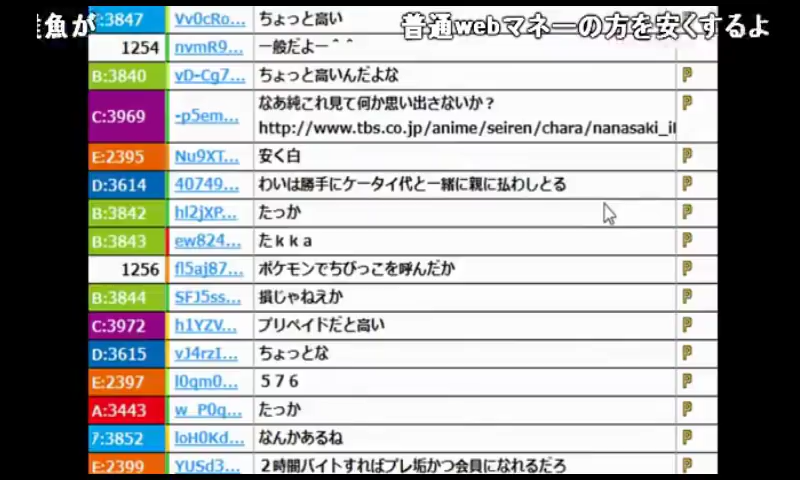 鮭魚が
普通webマネーの方を安くするよ
:3847 Vv0cRo... ちょっと高い
1254 nvmR9... 一般だよー＾＾
B:3840 vD-Cg7... ちょっと高いんだよな P
C:3969 -p5em... なあ純これ見て何か思い出さないか？ P
http://www.tbs.co.jp/anime/seiren/chara/nanasaki_
E:2395 Nu9XT... 安く白 P
D:3614 40749... わいは勝手にケータイ代と一緒に親に払わしとる P
B:3842 hl2jXP... たっか P
B:3843 ew824... たｋｋａ P
1256 fl5aj87... ポケモンでちびっこを呼んだか P
B:3844 SFJ5ss... 損じゃねえか P
C:3972 h1YZV... プリペイドだと高い P
D:3615 vJ4rzI... ちょっとな P
E:2397 l0qm0... ５７６ P
A:3443 w_P0q... たっか P
7:3852 loH0Kd... なんかあるね P
E:2399 YUSd3... ２時間バイトすればプレ垢かつ会員になれるだろ P